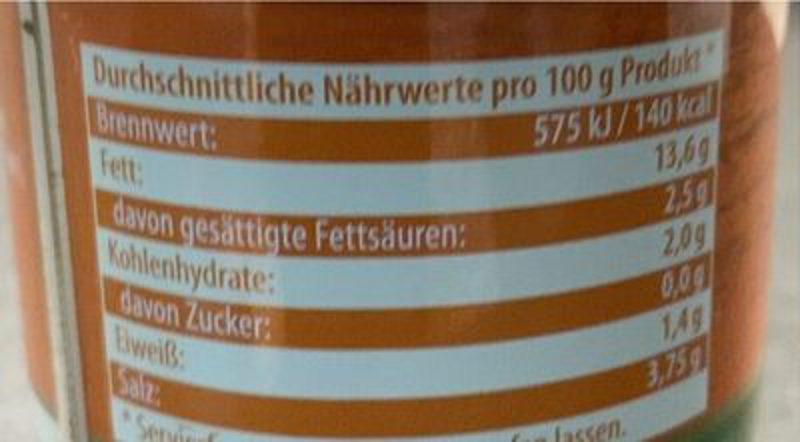 Durchschnittliche Nährwerte pro 100 g Produkt *
Brennwert: 575 kJ / 140 kcal
Fett: 13,6 g
davon gesättigte Fettsäuren: 2,5 g
Kohlenhydrate: 2,0 g
davon Zucker: 0,0 g
Eiweiß: 1,4 g
Salz: 3,75 g
* lassen.